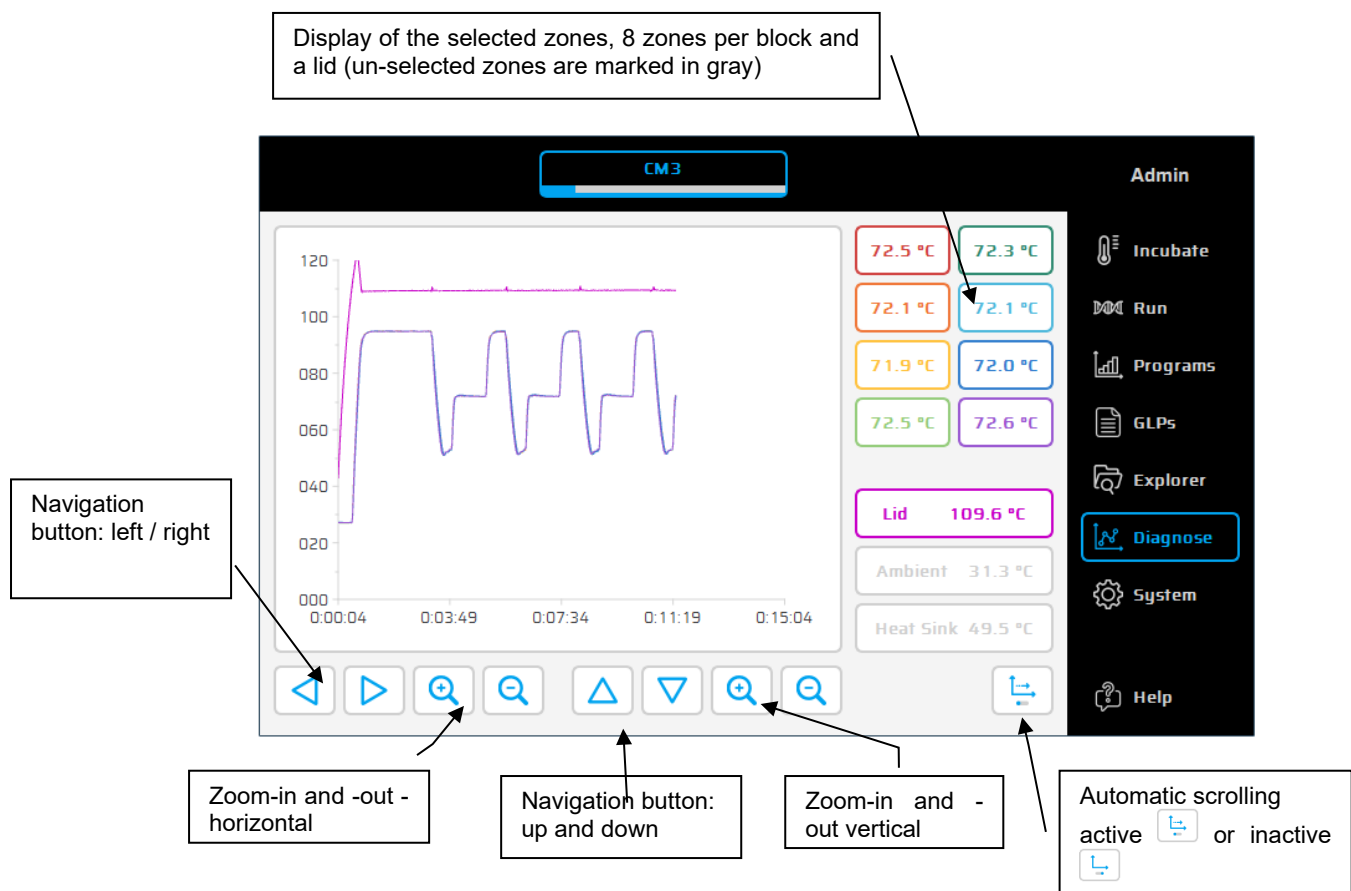 Display of the selected zones, 8 zones per block and
a lid (un-selected zones are marked in gray)
CM3
Admin
72.5 °C
72.3 °C
72.1 °C
72.1 °C
71.9 °C
72.0 °C
72.5 °C
72.6 °C
Lid 109.6 °C
Ambient 31.3 °C
Heat Sink 49.5 °C
120
100
080
060
040
020
000
0:00:04
0:03:49
0:07:34
0:11:19
0:15:04
Incubate
Run
Programs
GLPs
Explorer
Diagnose
System
Help
Navigation
button: left / right
Zoom-in and -out -
horizontal
Navigation button:
up and down
Zoom-in and -
out vertical
Automatic scrolling
active or inactive